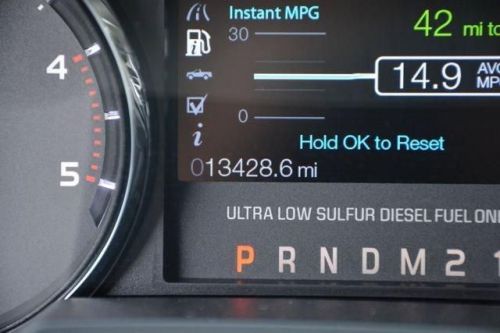 Instant MPG
42 mi to
30
4
14.9 AVG MPG
0
Hold OK to Reset
013428.6 mi
5
ULTRA LOW SULFUR DIESEL FUEL ONL
P R N D M 2 1